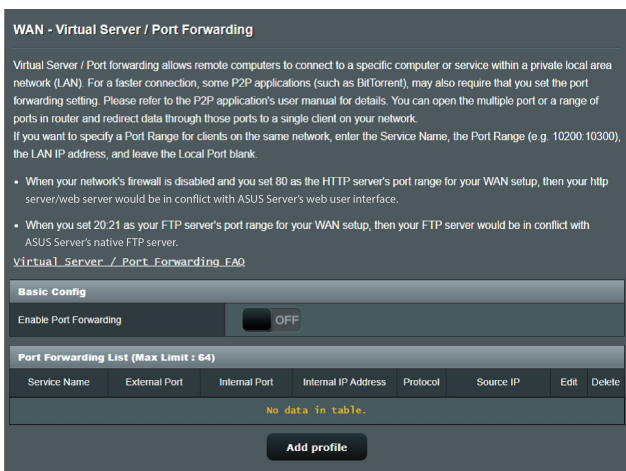 WAN - Virtual Server / Port Forwarding
Virtual Server / Port forwarding allows remote computers to connect to a specific computer or service within a private local area
network (LAN). For a faster connection, some P2P applications (such as BitTorrent), may also require that you set the port
forwarding setting. Please refer to the P2P application's user manual for details. You can open the multiple port or a range of
ports in router and redirect data through those ports to a single client on your network.
If you want to specify a Port Range for clients on the same network, enter the Service Name, the Port Range (e.g. 10200:10300),
the LAN IP address, and leave the Local Port blank.
• When your network's firewall is disabled and you set 80 as the HTTP server's port range for your WAN setup, then your http
server/web server would be in conflict with ASUS Server's web user interface.
• When you set 20:21 as your FTP server's port range for your WAN setup, then your FTP server would be in conflict with
ASUS Server's native FTP server.
Virtual Server / Port Forwarding FAQ
Basic Config
Enable Port Forwarding OFF
Port Forwarding List (Max Limit : 64)
Service Name External Port Internal Port Internal IP Address Protocol Source IP Edit Delete
No data in table.
Add profile